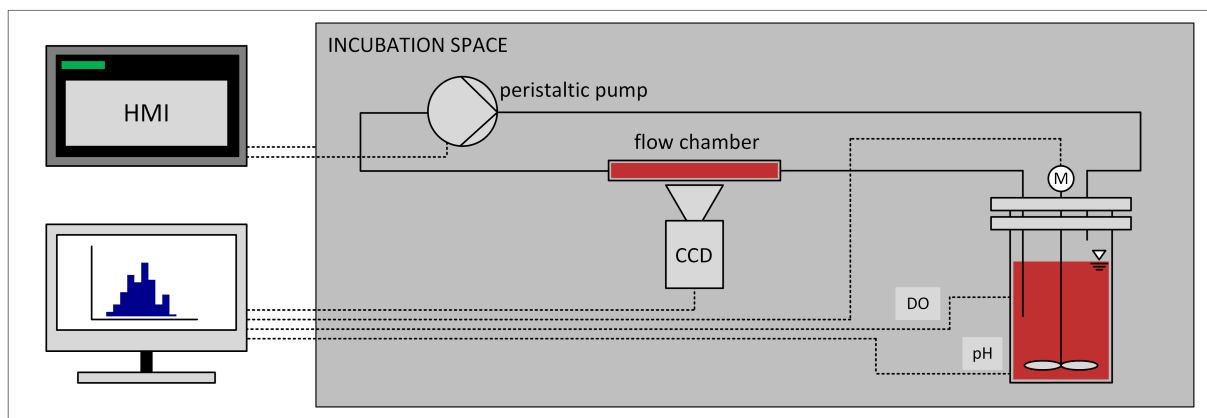 INCUBATION SPACE
HMI
peristaltic pump
flow chamber
M
CCD
DO
pH